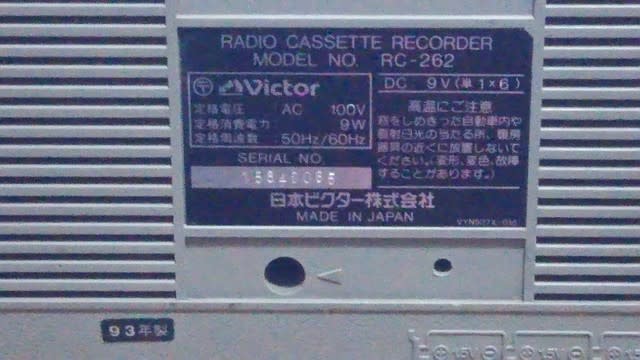 RADIO CASSETTE RECORDER
MODEL NO. RC-262
Victor
定格電圧 AC 100V
定格消費電力 9W
定格周波数 50Hz/60Hz
SERIAL NO.
DC 9V(単1×6)
高温にご注意
窓をしめきった自動車内や
直射日光の当たる所、暖房
器具の近くに放置しないで
ください。(変形、変色、故障
することがあります。)
日本ビクター株式会社
MADE IN JAPAN
93年製